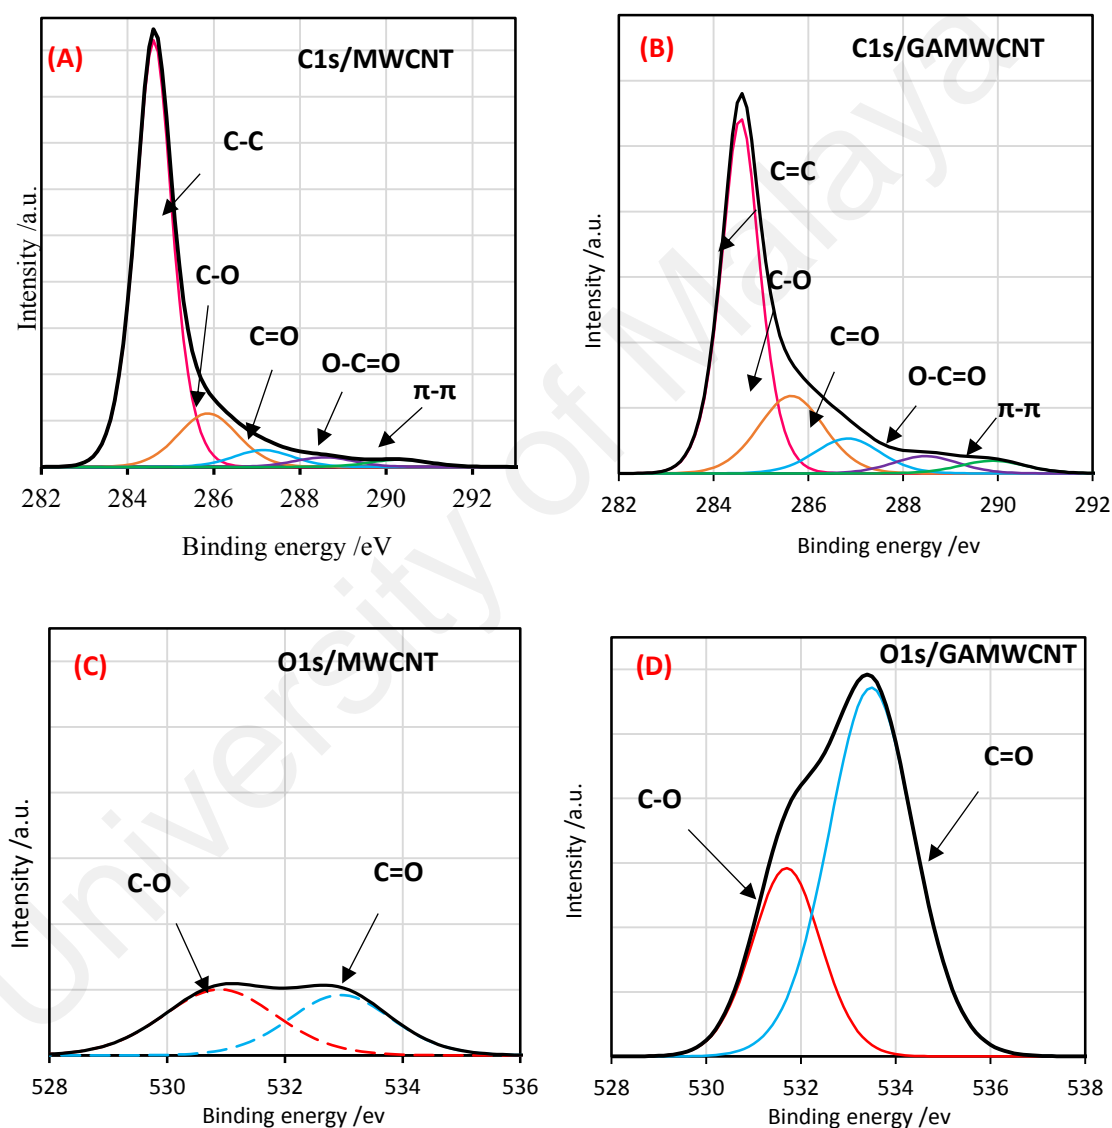 (A)
C1s/MWCNT
C-C
C-O
C=O
O-C=O
π-π
Intensity /a.u.
282 284 286 288 290 292
Binding energy /eV
(B)
C1s/GAMWCNT
C=C
C-O
C=O
O-C=O
π-π
Intensity /a.u.
282 284 286 288 290 292
Binding energy /ev
(C)
O1s/MWCNT
C-O
C=O
Intensity /a.u.
528 530 532 534 536
Binding energy /ev
(D)
O1s/GAMWCNT
C-O
C=O
Intensity /a.u.
528 530 532 534 536 538
Binding energy /ev
University of Malaya